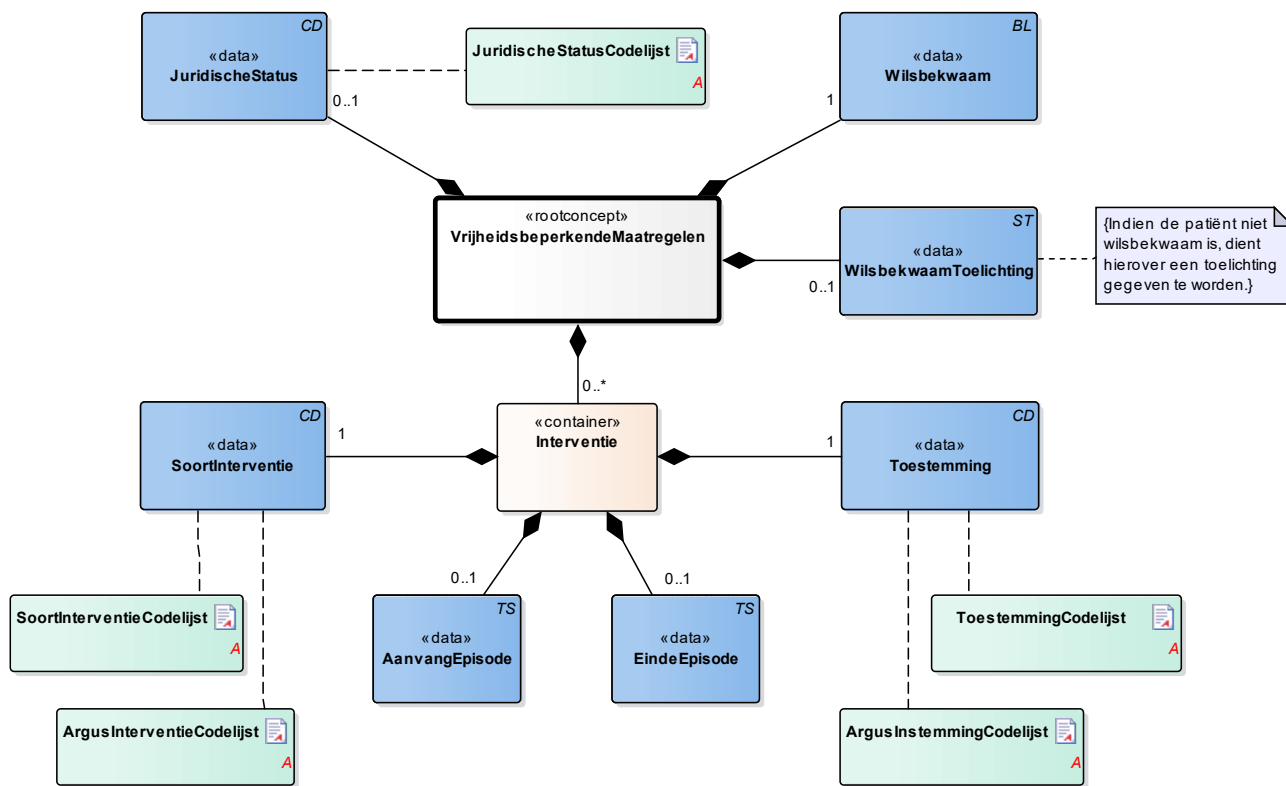 CD
«data»
JuridischeStatus
0..1
JuridischeStatusCodelijst
A
BL
«data»
Wilsbekwaam
1
«rootconcept»
VrijheidsbeperkendeMaatregelen
ST
«data»
WilsbekwaamToelichting
0..1
{Indien de patiënt niet
wilsbekwaam is, dient
hierover een toelichting
gegeven te worden.}
0..*
CD
«data»
SoortInterventie
1
«container»
Interventie
CD
«data»
Toestemming
1
0..1
0..1
SoortInterventieCodelijst
A
TS
«data»
AanvangEpisode
TS
«data»
EindeEpisode
ToestemmingCodelijst
A
ArgusInterventieCodelijst
A
ArgusInstemmingCodelijst
A